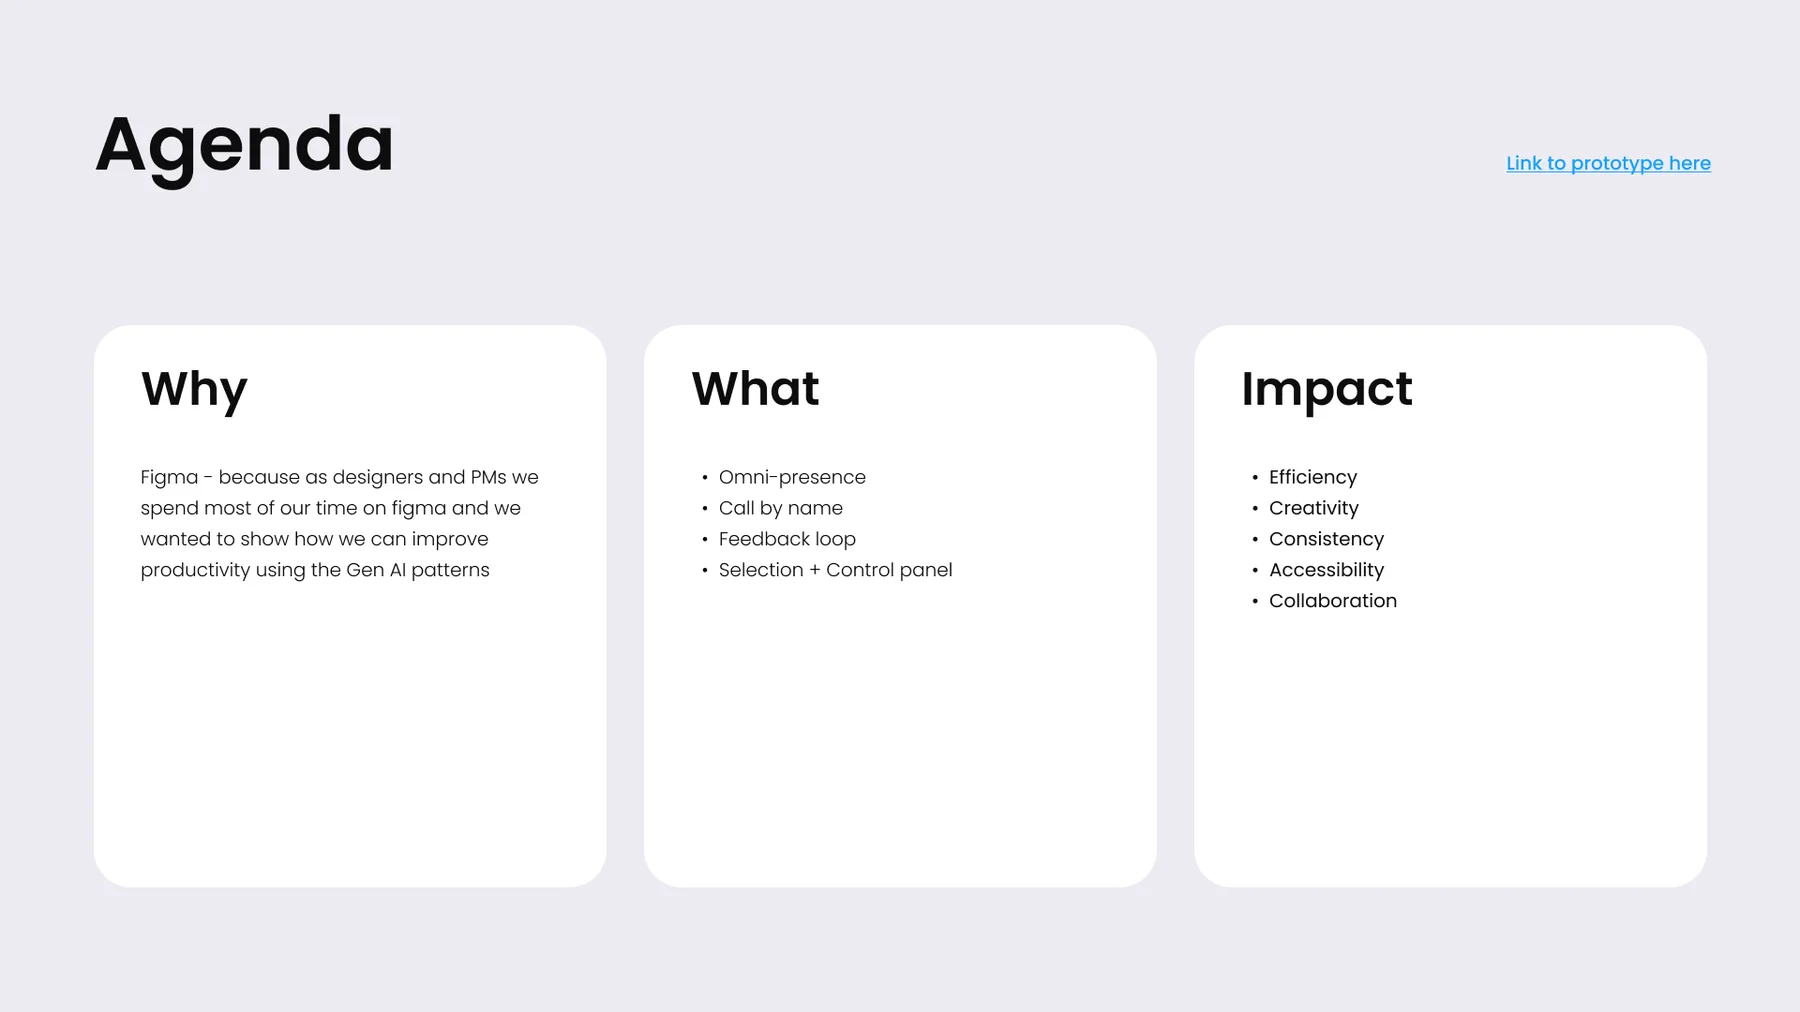 Agenda
Link to prototype here
Why
Figma - because as designers and PMs we
spend most of our time on figma and we
wanted to show how we can improve
productivity using the Gen AI patterns
What
• Omni-presence
• Call by name
• Feedback loop
• Selection + Control panel
Impact
• Efficiency
• Creativity
• Consistency
• Accessibility
• Collaboration